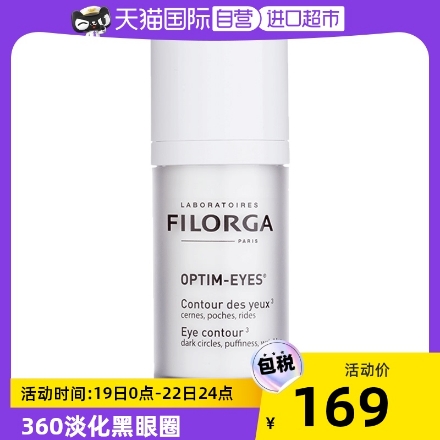 天猫国际 自营 进口超市
LABORATOIRES
FILORGA
PARIS
OPTIM-EYES®
Contour des yeux³
cernes, poches, rides
Eye contour³
dark circles, puffiness,
包税
活动价
¥ 169
活动时间:19日0点-22日24点
360淡化黑眼圈